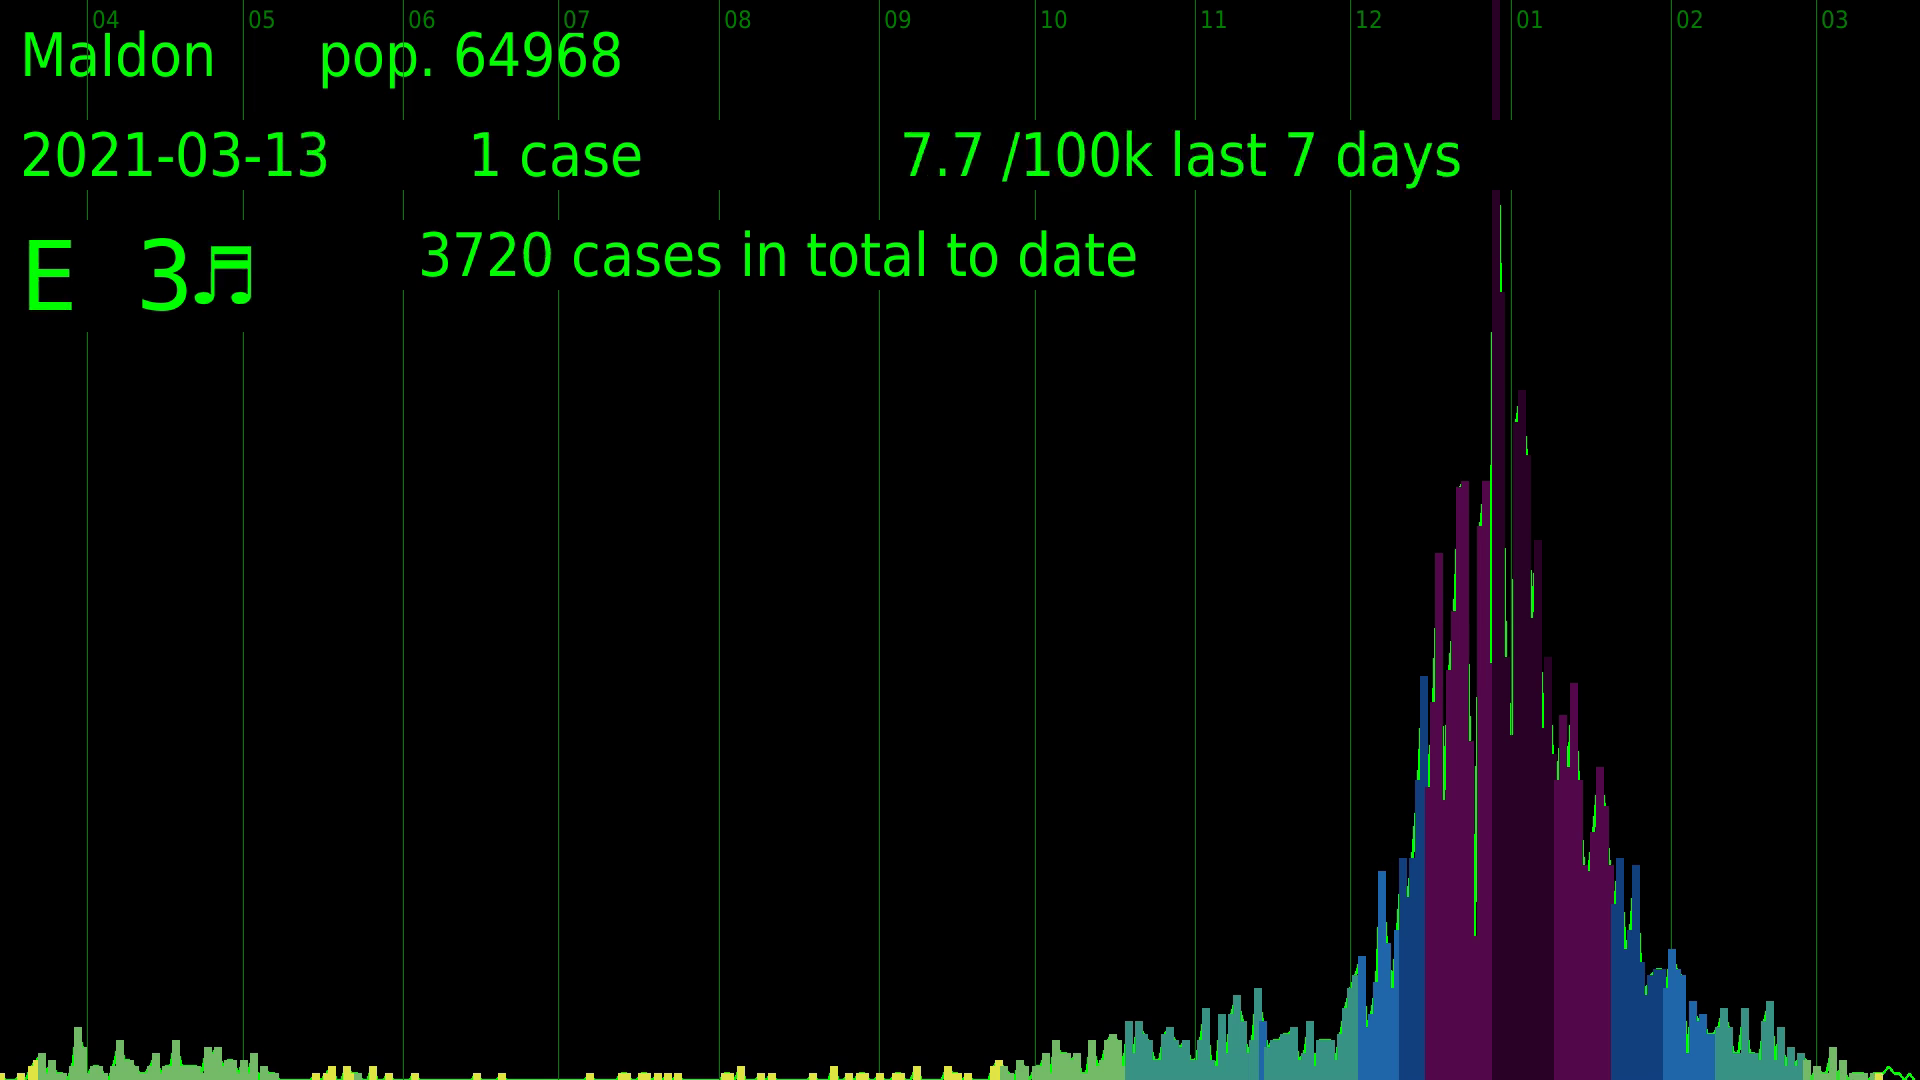 04 05 06 07 08 09 10 11 12 01 02 03
Maldon pop. 64968
2021-03-13 1 case 7.7 /100k last 7 days
E 3♬ 3720 cases in total to date